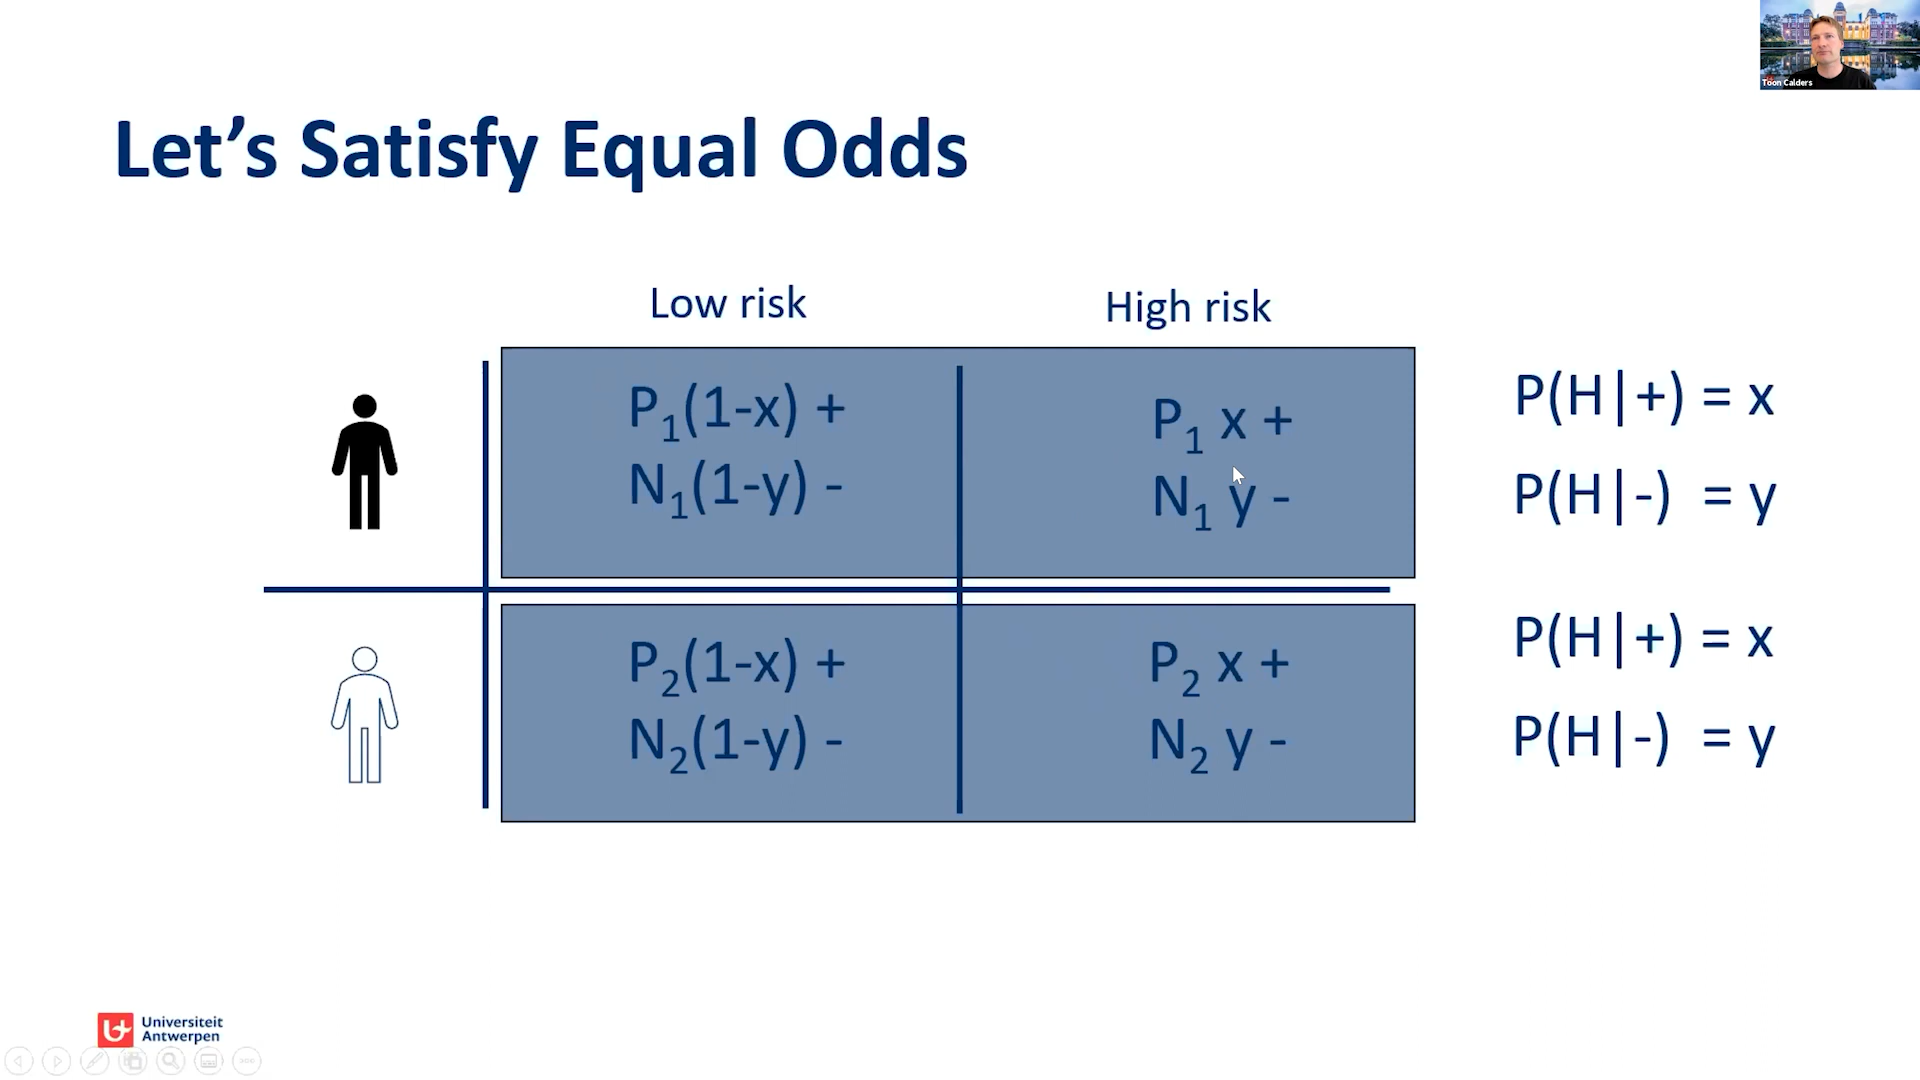 Toon Calders
Let's Satisfy Equal Odds
Low risk
High risk
P₁(1-x) +
N₁(1-y) -
P₁ x +
N₁ y -
P(H|+) = x
P(H|-) = y
P₂(1-x) +
N₂(1-y) -
P₂ x +
N₂ y -
P(H|+) = x
P(H|-) = y
Universiteit
Antwerpen